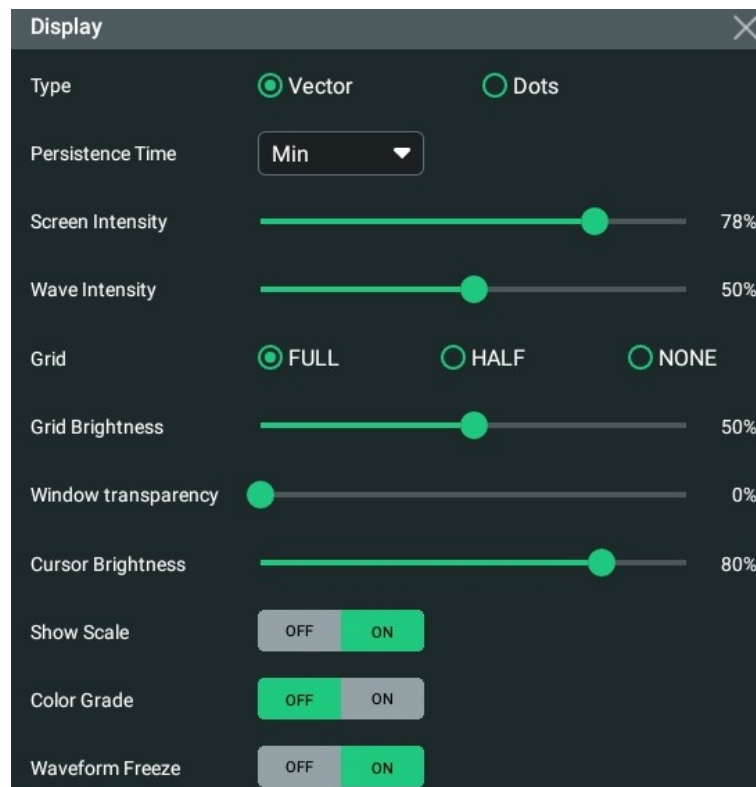 Display
Type Vector Dots
Persistence Time Min
Screen Intensity 78%
Wave Intensity 50%
Grid FULL HALF NONE
Grid Brightness 50%
Window transparency 0%
Cursor Brightness 80%
Show Scale OFF ON
Color Grade OFF ON
Waveform Freeze OFF ON